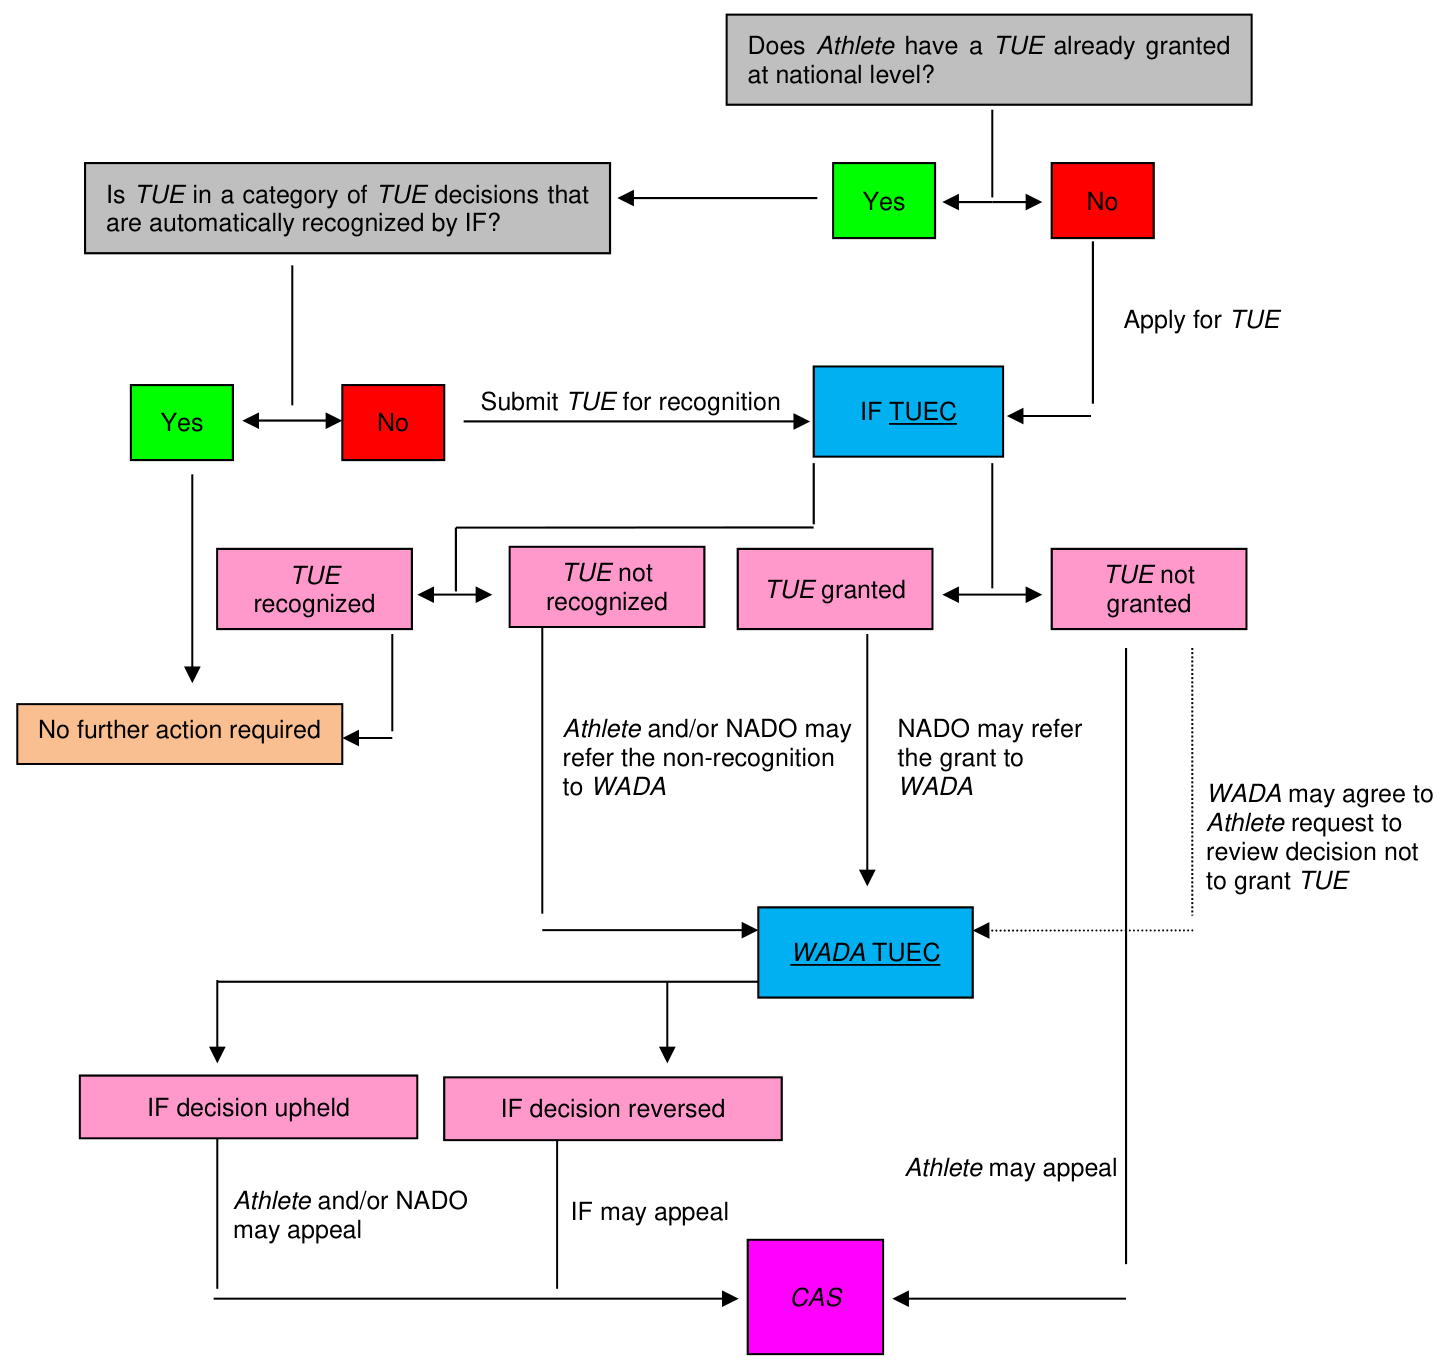 Does Athlete have a TUE already granted
at national level?
Is TUE in a category of TUE decisions that
are automatically recognized by IF?
Yes
No
Apply for TUE
Yes
No
Submit TUE for recognition
IF TUEC
TUE
recognized
TUE not
recognized
TUE granted
TUE not
granted
No further action required
Athlete and/or NADO may
refer the non-recognition
to WADA
NADO may refer
the grant to
WADA
WADA may agree to
Athlete request to
review decision not
to grant TUE
WADA TUEC
IF decision upheld
IF decision reversed
Athlete and/or NADO
may appeal
IF may appeal
Athlete may appeal
CAS